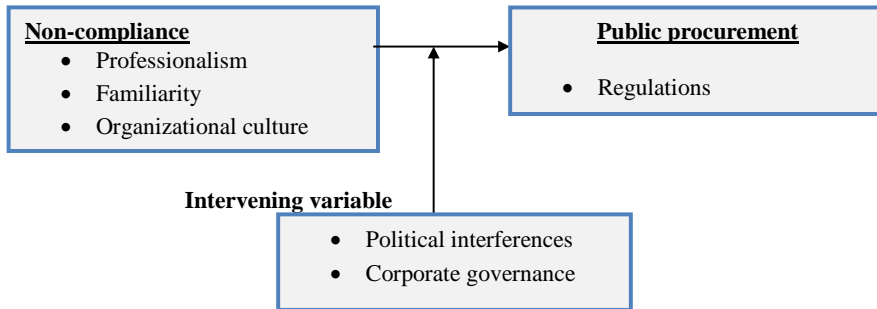 Non-compliance
• Professionalism
• Familiarity
• Organizational culture
Public procurement
• Regulations
Intervening variable
• Political interferences
• Corporate governance